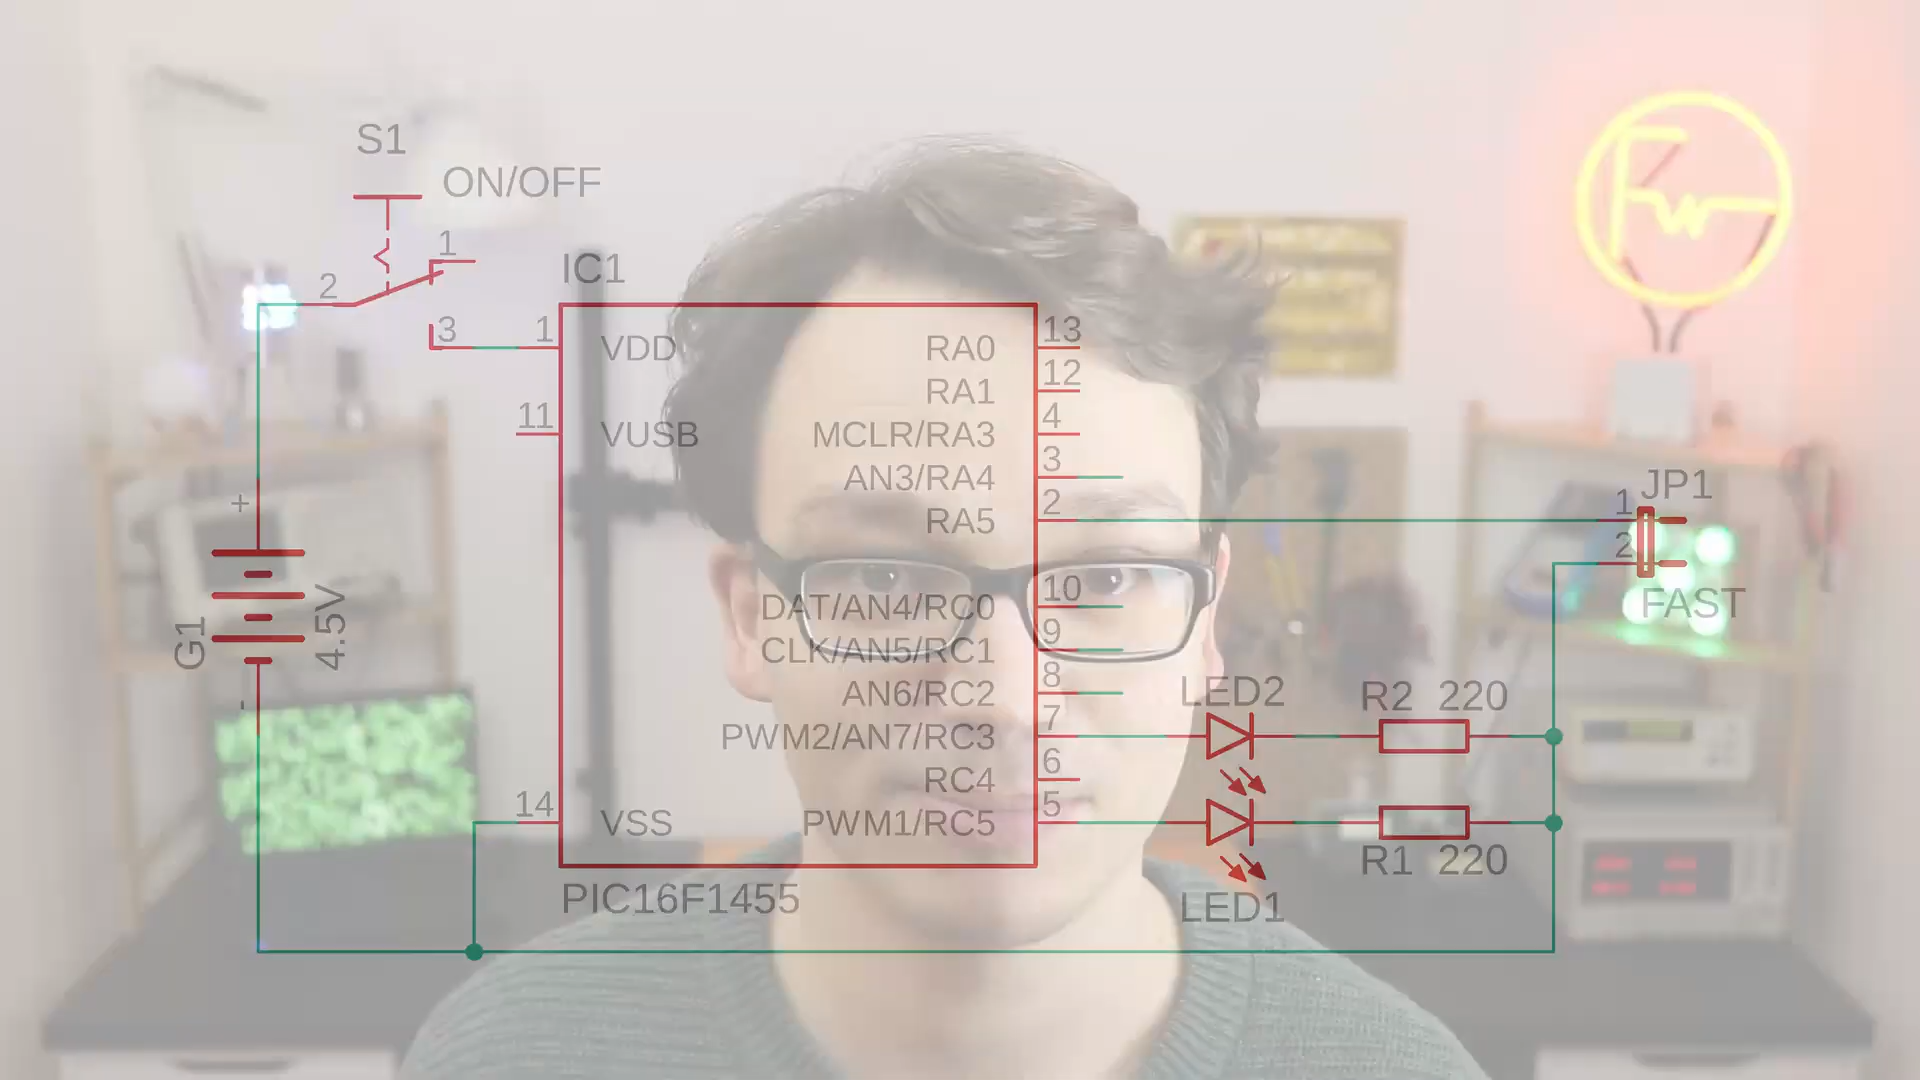 S1
ON/OFF
1
2
3
IC1
1
VDD
11
VUSB
14
VSS
RA0
13
RA1
12
MCLR/RA3
4
AN3/RA4
3
RA5
2
DAT/AN4/RC0
10
CLK/AN5/RC1
9
AN6/RC2
8
PWM2/AN7/RC3
7
RC4
6
PWM1/RC5
5
PIC16F1455
+
-
G1
4.5V
JP1
1
2
FAST
LED2
R2 220
R1 220
LED1
Fw